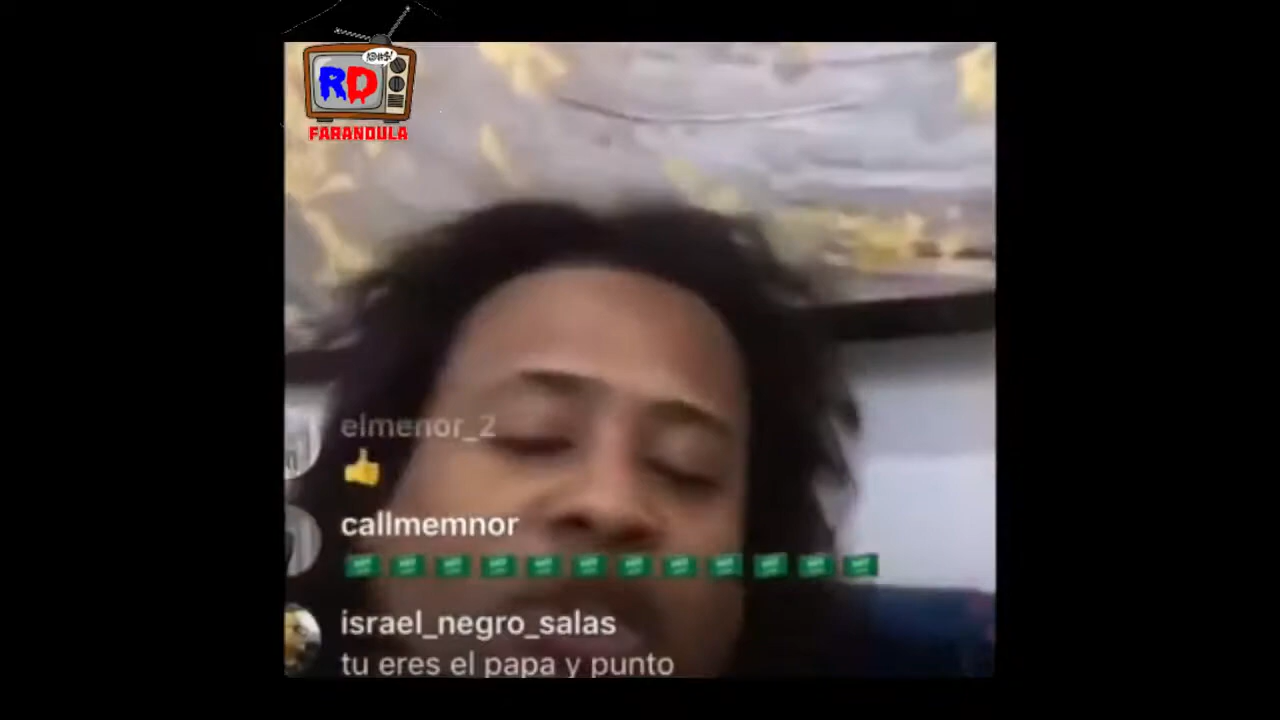 !@#$!
RD
FARANDULA
elmenor_2
callmemnor
israel_negro_salas
tu eres el papa y punto